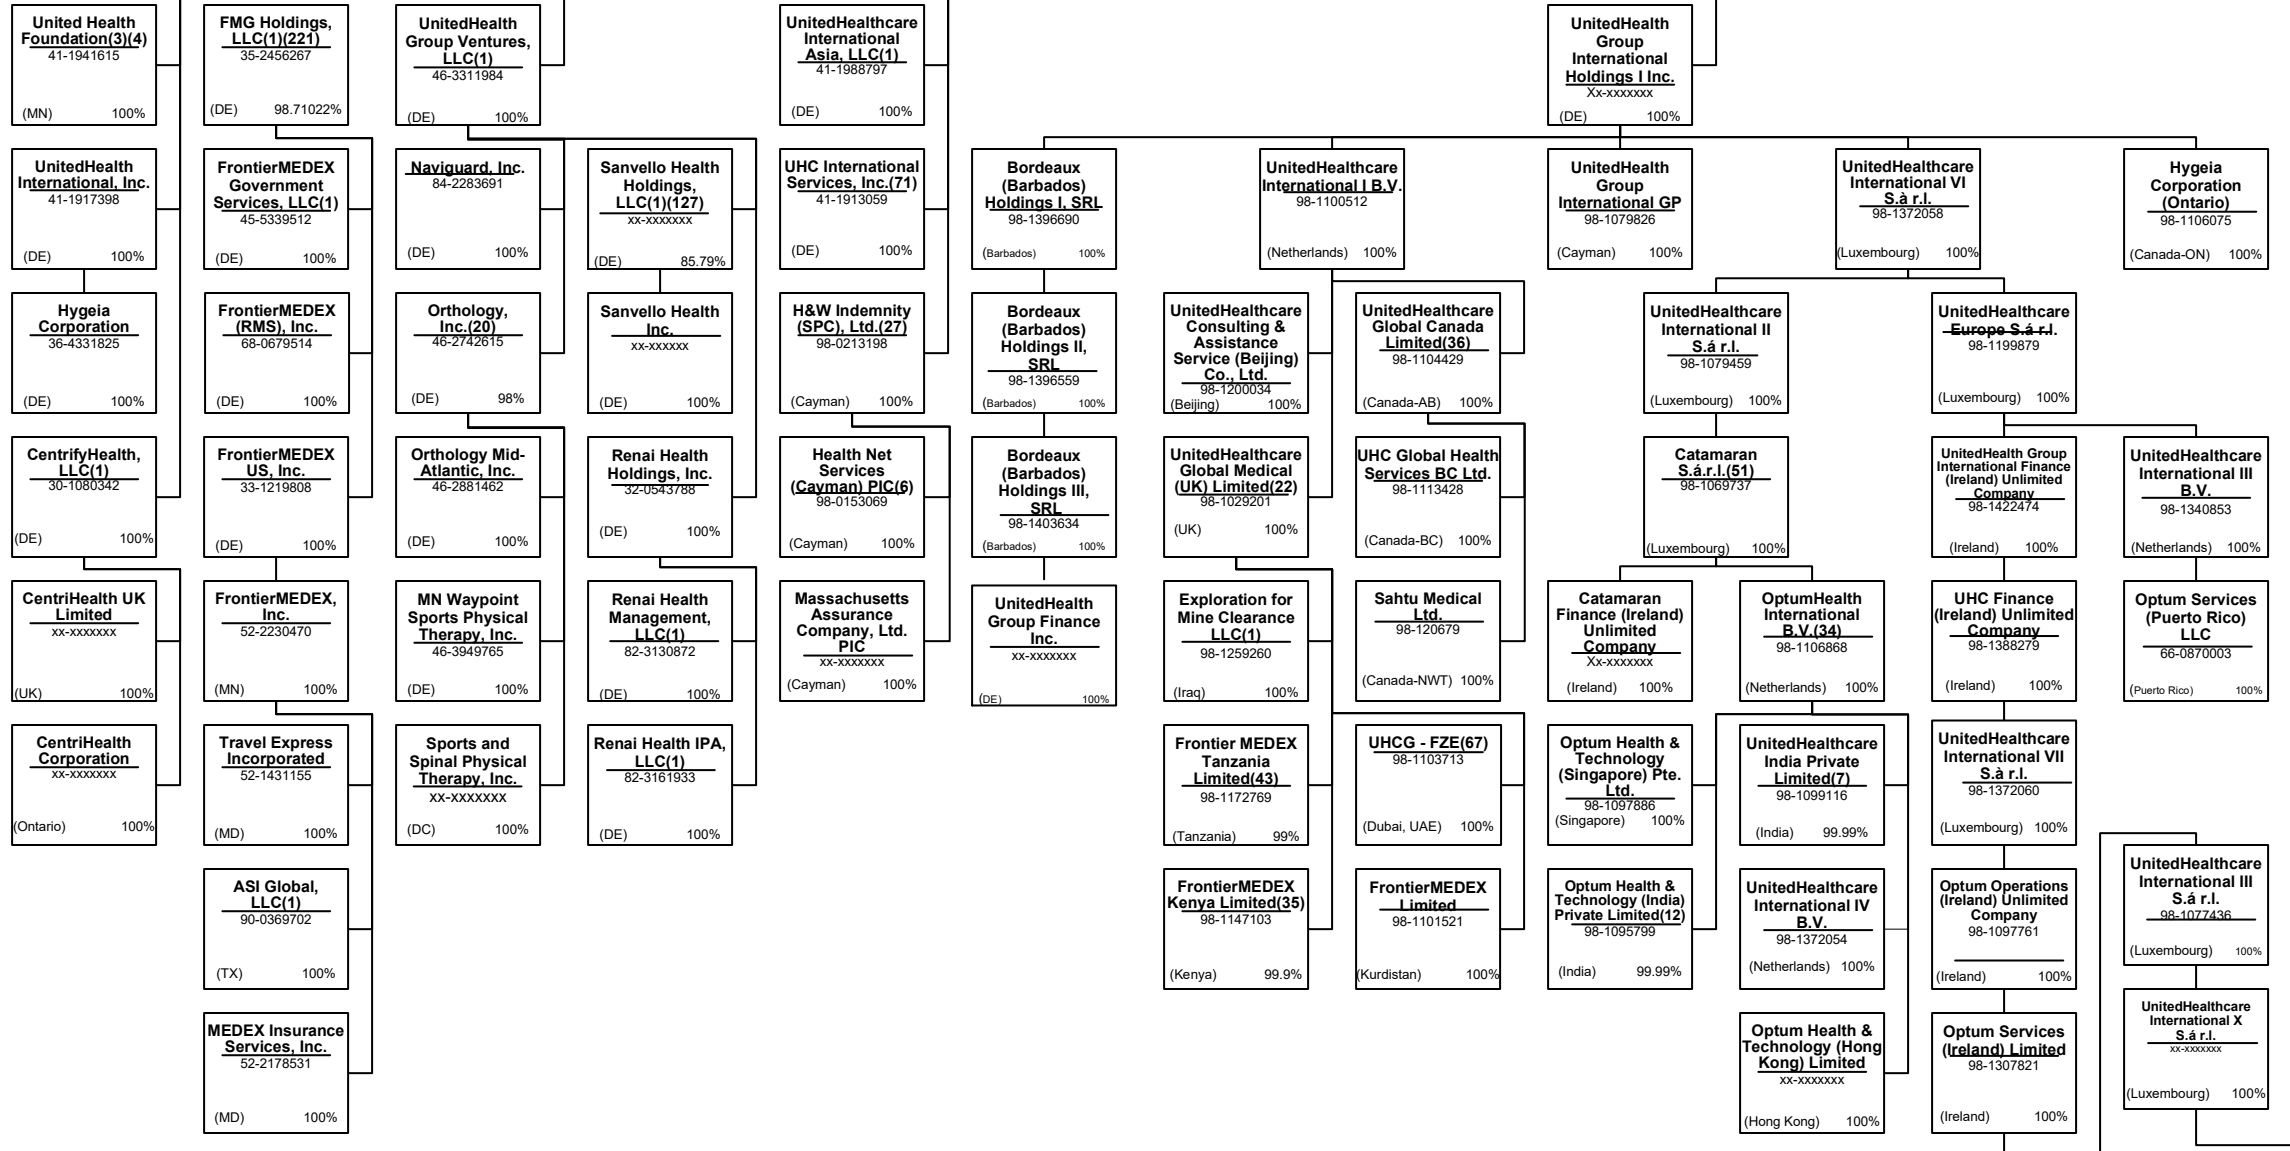 United Health
Foundation(3)(4)
41-1941615
(MN) 100%
FMG Holdings,
LLC(1)(221)
35-2456267
(DE) 98.71022%
UnitedHealth
Group Ventures,
LLC(1)
46-3311984
(DE) 100%
UnitedHealthcare
International
Asia, LLC(1)
41-1988797
(DE) 100%
UnitedHealth
Group
International
Holdings I Inc.
Xx-xxxxxxx
(DE) 100%
UnitedHealth
International, Inc.
41-1917398
(DE) 100%
FrontierMEDEX
Government
Services, LLC(1)
45-5339512
(DE) 100%
Naviguard, Inc.
84-2283691
(DE) 100%
Sanvello Health
Holdings,
LLC(1)(127)
xx-xxxxxxx
(DE) 85.79%
UHC International
Services, Inc.(71)
41-1913059
(DE) 100%
Bordeaux
(Barbados)
Holdings I, SRL
98-1396690
(Barbados) 100%
UnitedHealthcare
International I B.V.
98-1100512
(Netherlands) 100%
UnitedHealth
Group
International GP
98-1079826
(Cayman) 100%
UnitedHealthcare
International VI
S.à r.l.
98-1372058
(Luxembourg) 100%
Hygeia
Corporation
(Ontario)
98-1106075
(Canada-ON) 100%
Hygeia
Corporation
36-4331825
(DE) 100%
FrontierMEDEX
(RMS), Inc.
68-0679514
(DE) 100%
Orthology,
Inc.(20)
46-2742615
(DE) 98%
Sanvello Health
Inc.
xx-xxxxxx
(DE) 100%
H&W Indemnity
(SPC), Ltd.(27)
98-0213198
(Cayman) 100%
Bordeaux
(Barbados)
Holdings II,
SRL
98-1396559
(Barbados) 100%
UnitedHealthcare
Consulting &
Assistance
Service (Beijing)
Co., Ltd.
98-1200034
(Beijing) 100%
UnitedHealthcare
Global Canada
Limited(36)
98-1104429
(Canada-AB) 100%
UnitedHealthcare
International II
S.á r.l.
98-1079459
(Luxembourg) 100%
UnitedHealthcare
Europe S.á r.l.
98-1199879
(Luxembourg) 100%
CentrifyHealth,
LLC(1)
30-1080342
(DE) 100%
FrontierMEDEX
US, Inc.
33-1219808
(DE) 100%
Orthology Mid-
Atlantic, Inc.
46-2881462
(DE) 100%
Renai Health
Holdings, Inc.
32-0543788
(DE) 100%
Health Net
Services
(Cayman) PIC(6)
98-0153069
(Cayman) 100%
Bordeaux
(Barbados)
Holdings III,
SRL
98-1403634
(Barbados) 100%
UnitedHealthcare
Global Medical
(UK) Limited(22)
98-1029201
(UK) 100%
UHC Global Health
Services BC Ltd.
98-1113428
(Canada-BC) 100%
Catamaran
S.á.r.l.(51)
98-1069737
(Luxembourg) 100%
UnitedHealth Group
International Finance
(Ireland) Unlimited
Company
98-1422474
(Ireland) 100%
UnitedHealthcare
International III
B.V.
98-1340853
(Netherlands) 100%
CentriHealth UK
Limited
xx-xxxxxxx
(UK) 100%
FrontierMEDEX,
Inc.
52-2230470
(MN) 100%
MN Waypoint
Sports Physical
Therapy, Inc.
46-3949765
(DE) 100%
Renai Health
Management,
LLC(1)
82-3130872
(DE) 100%
Massachusetts
Assurance
Company, Ltd.
PIC
xx-xxxxxxx
(Cayman) 100%
UnitedHealth
Group Finance
Inc.
xx-xxxxxxx
(DE) 100%
Exploration for
Mine Clearance
LLC(1)
98-1259260
(Iraq) 100%
Sahtu Medical
Ltd.
98-120679
(Canada-NWT) 100%
Catamaran
Finance (Ireland)
Unlimited
Company
Xx-xxxxxxx
(Ireland) 100%
OptumHealth
International
B.V.(34)
98-1106868
(Netherlands) 100%
UHC Finance
(Ireland) Unlimited
Company
98-1388279
(Ireland) 100%
Optum Services
(Puerto Rico)
LLC
66-0870003
(Puerto Rico) 100%
CentriHealth
Corporation
xx-xxxxxxx
(Ontario) 100%
Travel Express
Incorporated
52-1431155
(MD) 100%
Sports and
Spinal Physical
Therapy, Inc.
xx-xxxxxxx
(DC) 100%
Renai Health IPA,
LLC(1)
82-3161933
(DE) 100%
Frontier MEDEX
Tanzania
Limited(43)
98-1172769
(Tanzania) 99%
UHCG - FZE(67)
98-1103713
(Dubai, UAE) 100%
Optum Health &
Technology
(Singapore) Pte.
Ltd.
98-1097886
(Singapore) 100%
UnitedHealthcare
India Private
Limited(7)
98-1099116
(India) 99.99%
UnitedHealthcare
International VII
S.à r.l.
98-1372060
(Luxembourg) 100%
ASI Global,
LLC(1)
90-0369702
(TX) 100%
FrontierMEDEX
Kenya Limited(35)
98-1147103
(Kenya) 99.9%
FrontierMEDEX
Limited
98-1101521
(Kurdistan) 100%
Optum Health &
Technology (India)
Private Limited(12)
98-1095799
(India) 99.99%
UnitedHealthcare
International IV
B.V.
98-1372054
(Netherlands) 100%
Optum Operations
(Ireland) Unlimited
Company
98-1097761
(Ireland) 100%
UnitedHealthcare
International III
S.á r.l.
98-1077436
(Luxembourg) 100%
MEDEX Insurance
Services, Inc.
52-2178531
(MD) 100%
Optum Health &
Technology (Hong
Kong) Limited
xx-xxxxxxx
(Hong Kong) 100%
Optum Services
(Ireland) Limited
98-1307821
(Ireland) 100%
UnitedHealthcare
International X
S.á r.l.
xx-xxxxxxx
(Luxembourg) 100%